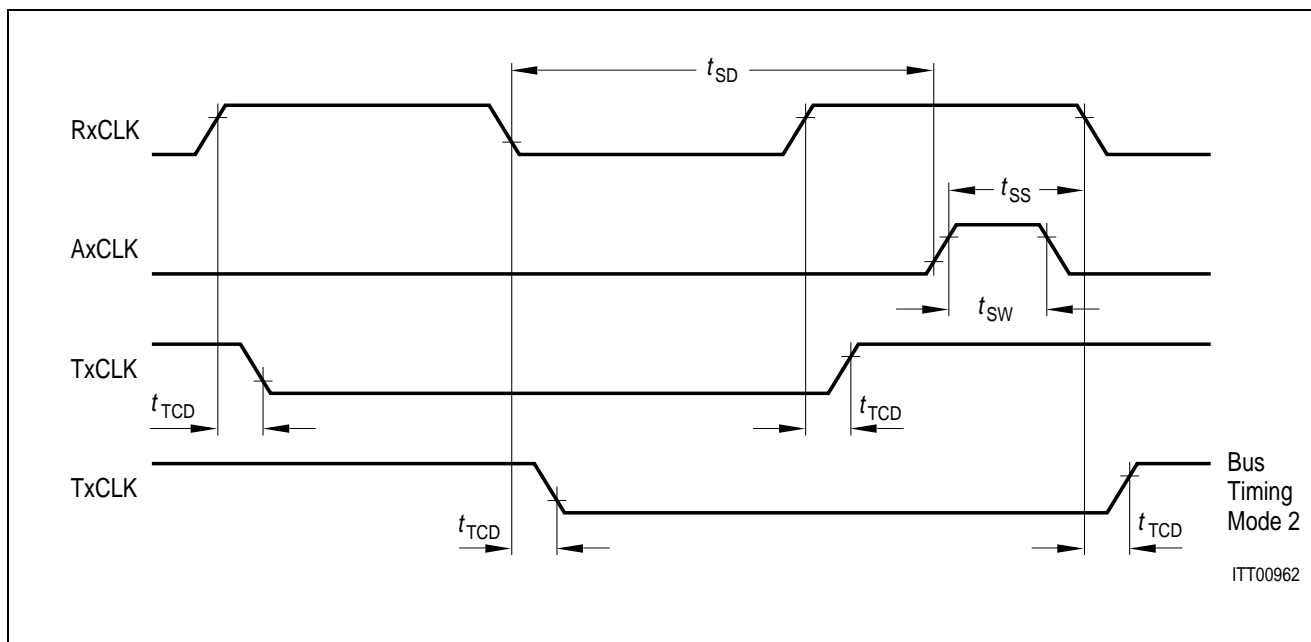 tSD
RxCLK
tSS
AxCLK
tSW
TxCLK
tTCD
tTCD
TxCLK
Bus
Timing
Mode 2
tTCD
tTCD
ITT00962